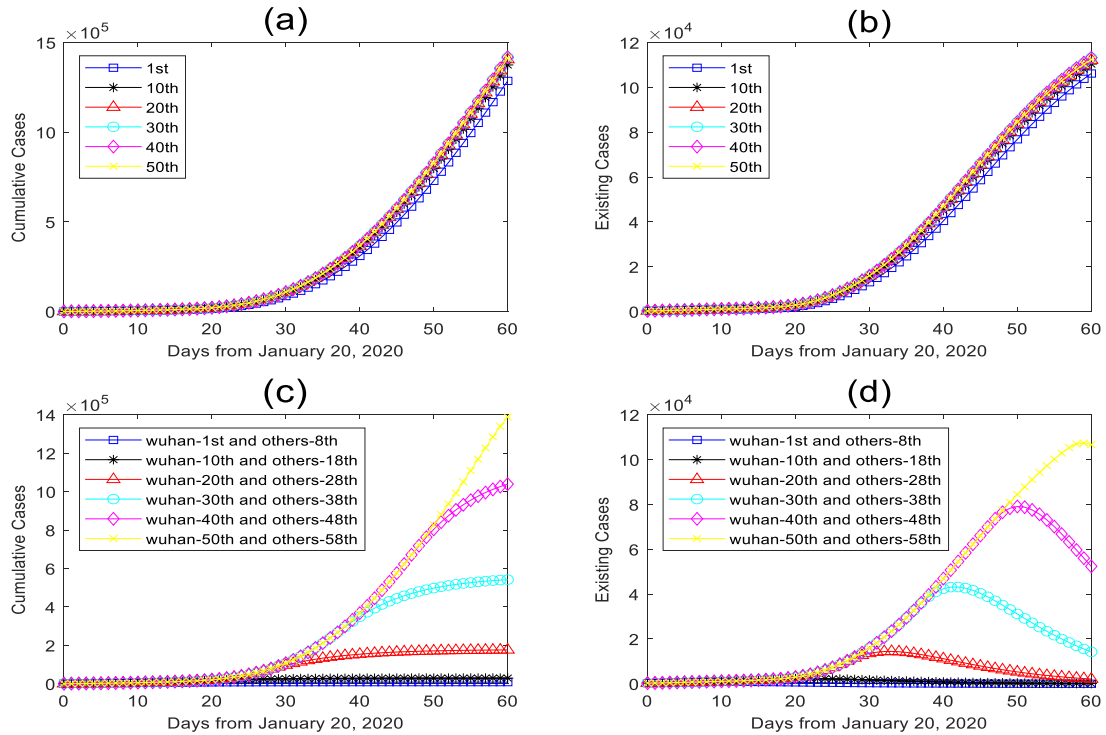 (a)
×10^5
15
10
5
0
0 10 20 30 40 50 60
Cumulative Cases
Days from January 20, 2020
1st
10th
20th
30th
40th
50th
(b)
×10^4
12
10
8
6
4
2
0
0 10 20 30 40 50 60
Existing Cases
Days from January 20, 2020
1st
10th
20th
30th
40th
50th
(c)
×10^5
14
12
10
8
6
4
2
0
0 10 20 30 40 50 60
Cumulative Cases
Days from January 20, 2020
wuhan-1st and others-8th
wuhan-10th and others-18th
wuhan-20th and others-28th
wuhan-30th and others-38th
wuhan-40th and others-48th
wuhan-50th and others-58th
(d)
×10^4
12
10
8
6
4
2
0
0 10 20 30 40 50 60
Existing Cases
Days from January 20, 2020
wuhan-1st and others-8th
wuhan-10th and others-18th
wuhan-20th and others-28th
wuhan-30th and others-38th
wuhan-40th and others-48th
wuhan-50th and others-58th